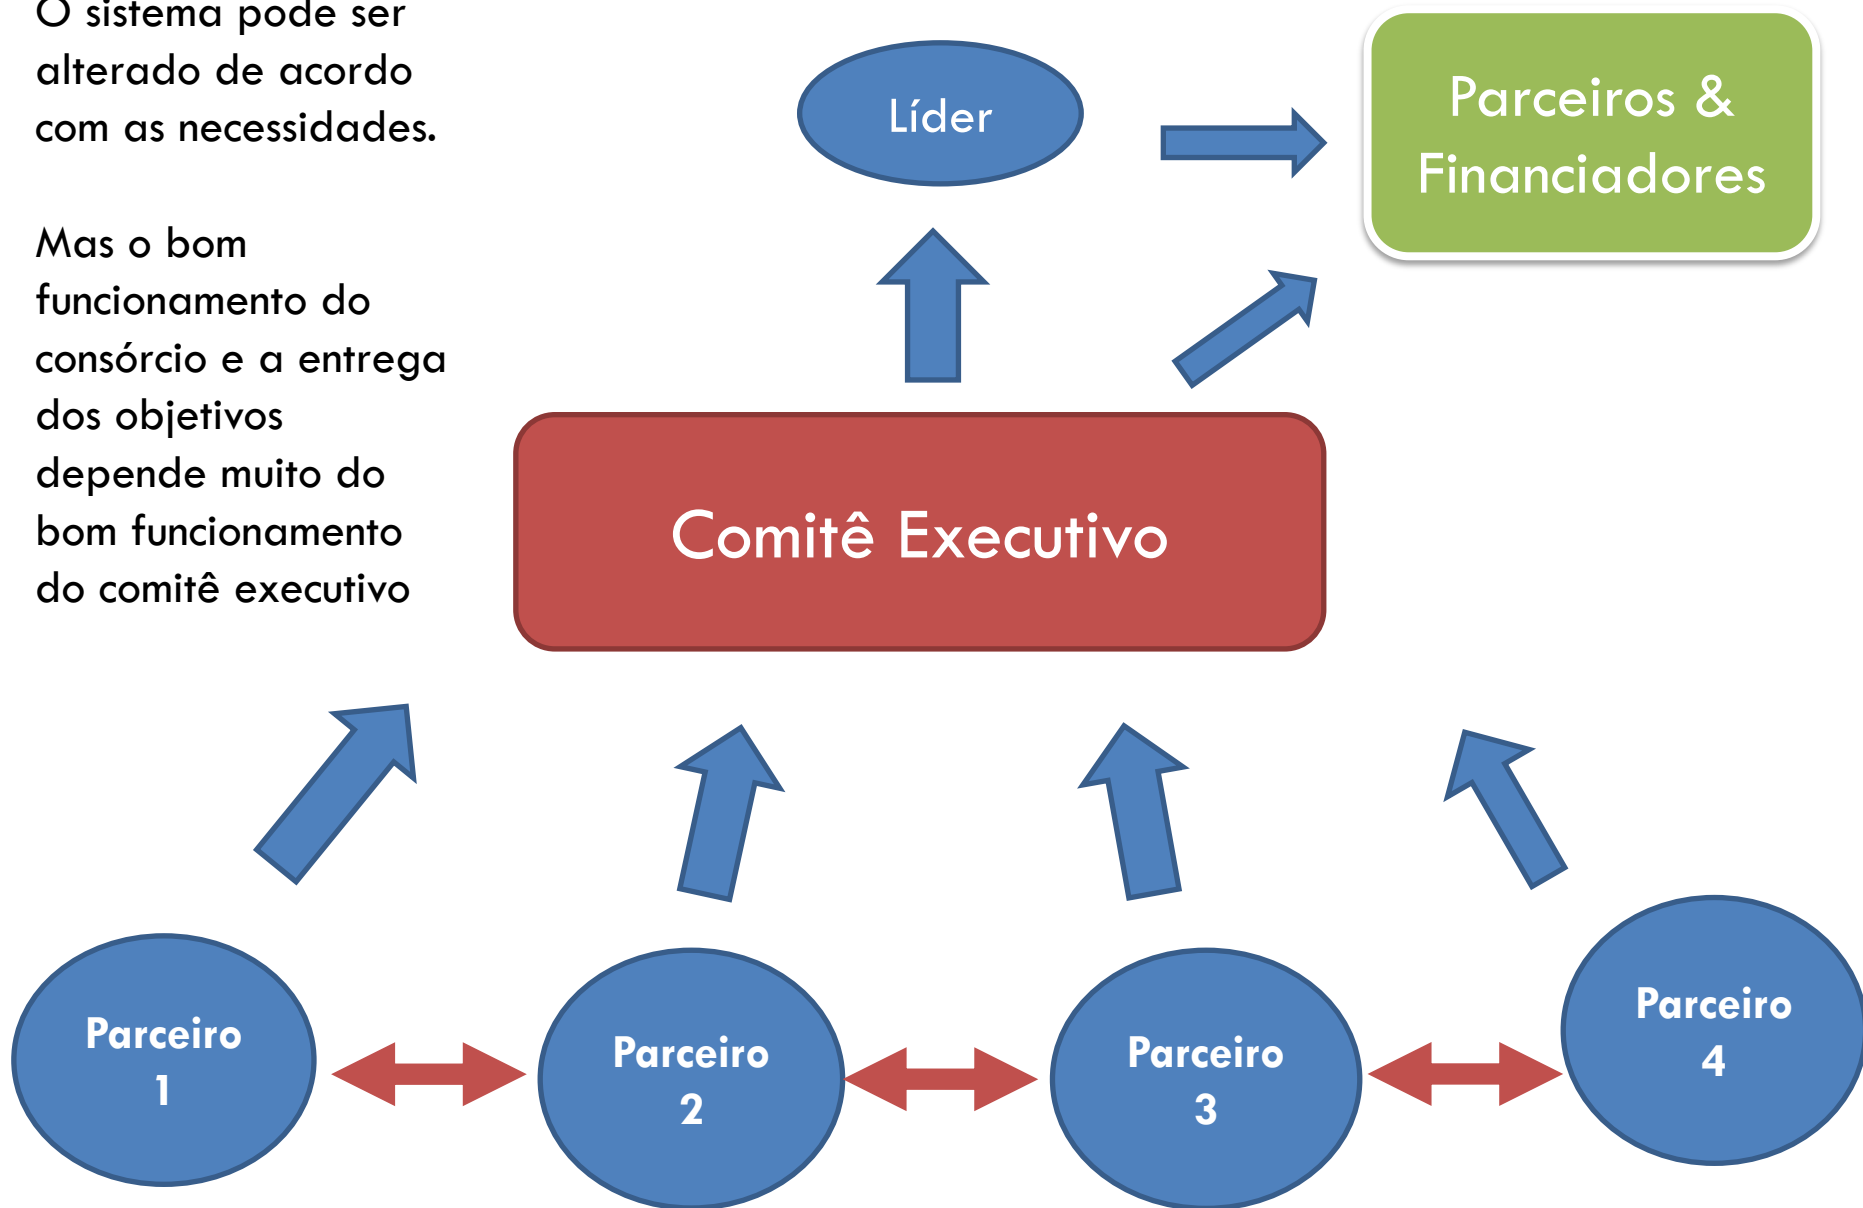 O sistema pode ser
alterado de acordo
com as necessidades.
Mas o bom
funcionamento do
consórcio e a entrega
dos objetivos
depende muito do
bom funcionamento
do comitê executivo
Líder
Parceiros &
Financiadores
Comitê Executivo
Parceiro
1
Parceiro
2
Parceiro
3
Parceiro
4